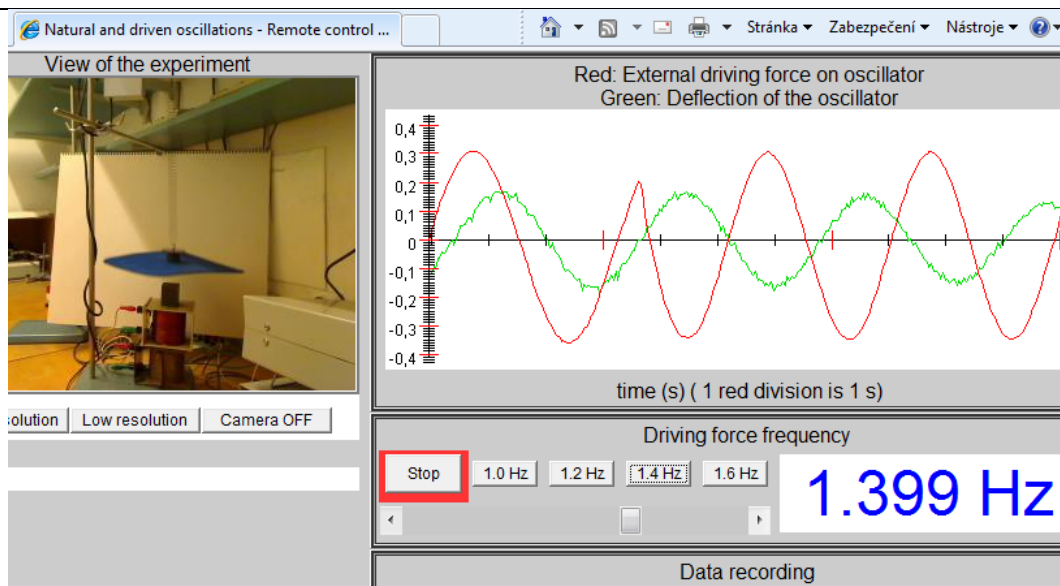 Natural and driven oscillations - Remote control ...
Stránka Zabezpečení Nástroje
View of the experiment
Red: External driving force on oscillator
Green: Deflection of the oscillator
0,4
0,3
0,2
0,1
0
-0,1
-0,2
-0,3
-0,4
time (s) ( 1 red division is 1 s)
solution Low resolution Camera OFF
Driving force frequency
Stop 1.0 Hz 1.2 Hz 1.4 Hz 1.6 Hz
1.399 Hz
Data recording